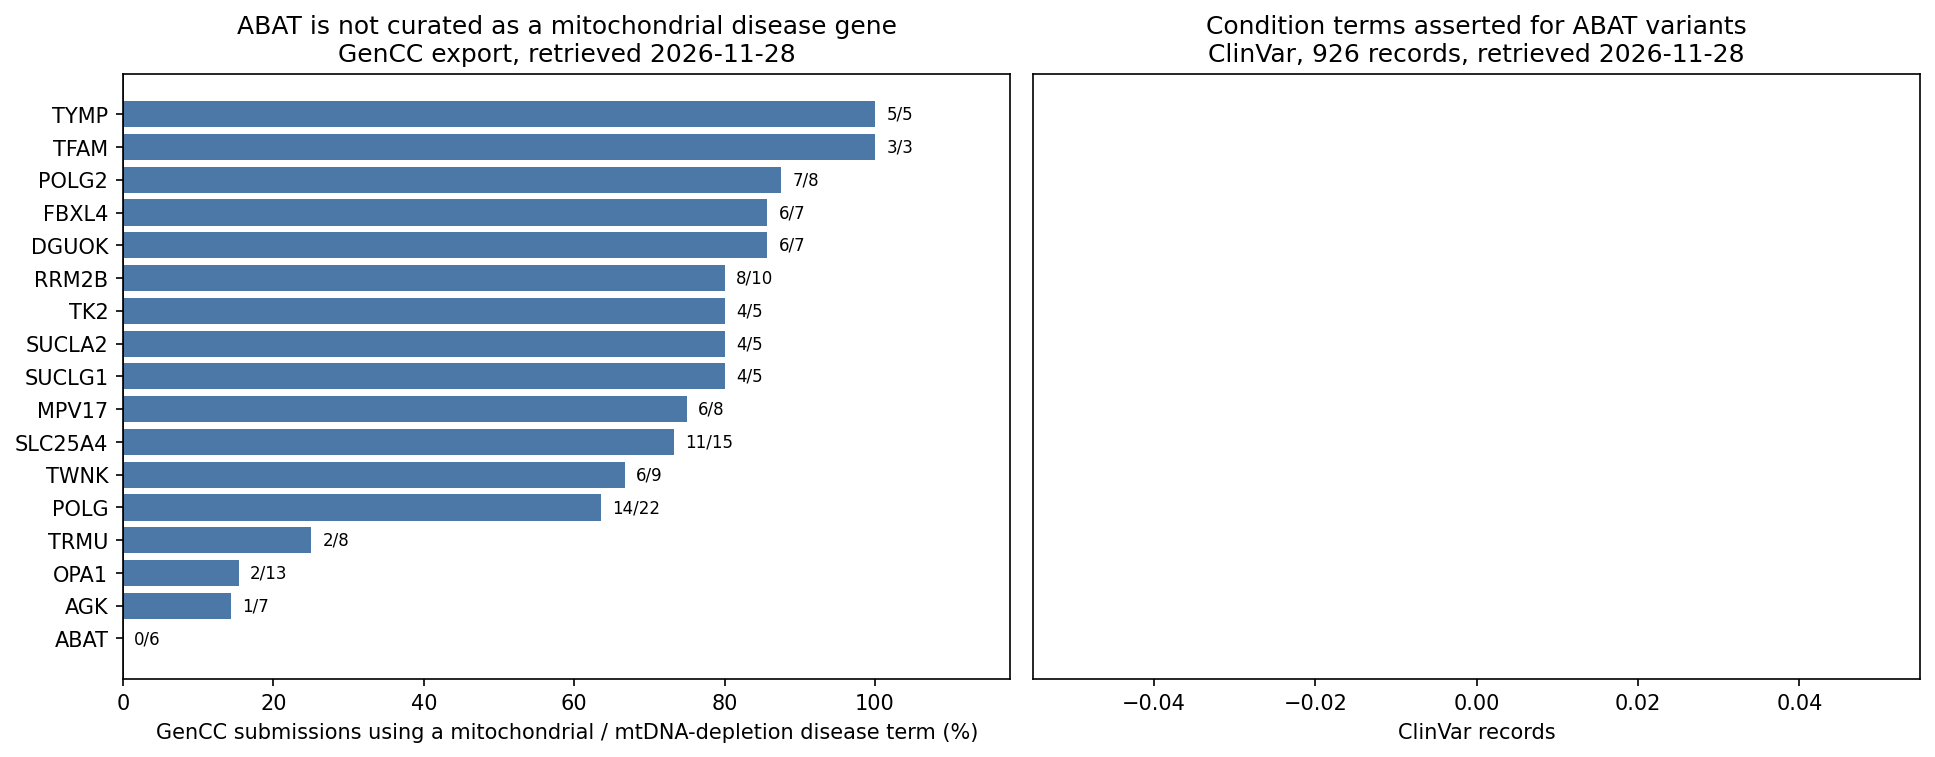 ABAT is not curated as a mitochondrial disease gene
GenCC export, retrieved 2026-11-28
TYMP 5/5
TFAM 3/3
POLG2 7/8
FBXL4 6/7
DGUOK 6/7
RRM2B 8/10
TK2 4/5
SUCLA2 4/5
SUCLG1 4/5
MPV17 6/8
SLC25A4 11/15
TWNK 6/9
POLG 14/22
TRMU 2/8
OPA1 2/13
AGK 1/7
ABAT 0/6
0 20 40 60 80 100
GenCC submissions using a mitochondrial / mtDNA-depletion disease term (%)
Condition terms asserted for ABAT variants
ClinVar, 926 records, retrieved 2026-11-28
−0.04 −0.02 0.00 0.02 0.04
ClinVar records